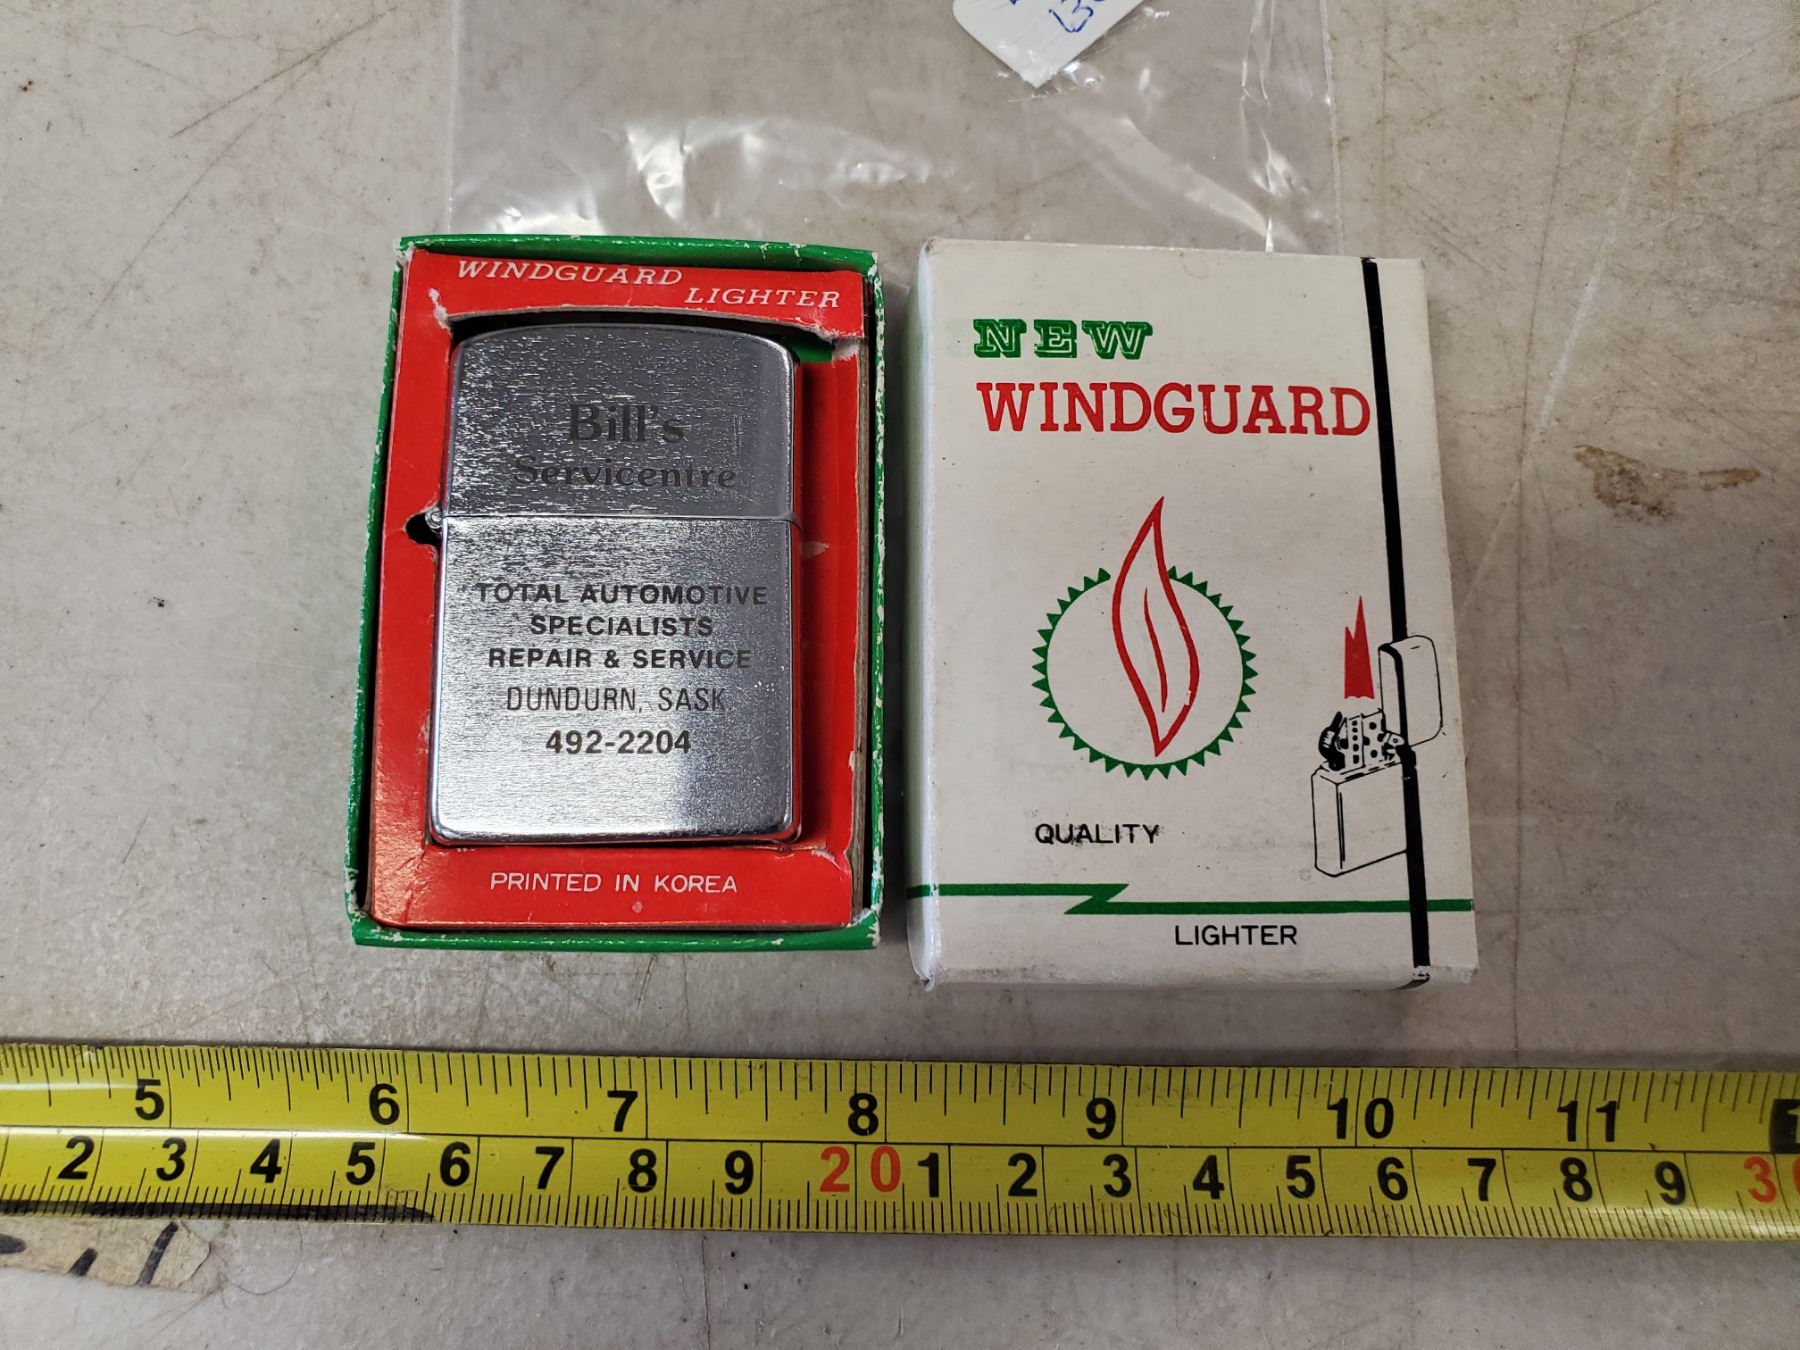 WINDGUARD
LIGHTER
Bill's
Servicentre
TOTAL AUTOMOTIVE
SPECIALISTS
REPAIR & SERVICE
DUNDURN, SASK.
492-2204
PRINTED IN KOREA
NEW
WINDGUARD
QUALITY
LIGHTER
5 6 7 8 9 10 11
2 3 4 5 6 7 8 9 20 1 2 3 4 5 6 7 8 9